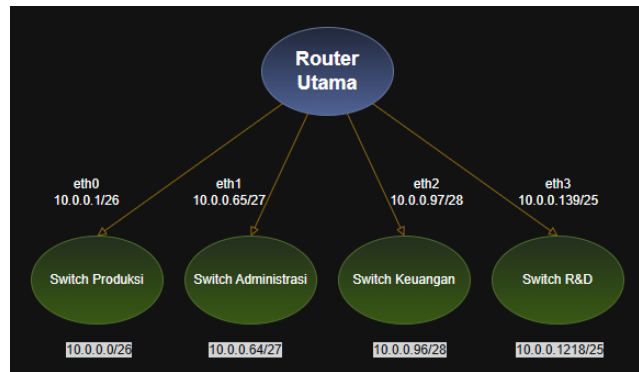 Router
Utama
eth0
10.0.0.1/26
eth1
10.0.0.65/27
eth2
10.0.0.97/28
eth3
10.0.0.139/25
Switch Produksi
Switch Administrasi
Switch Keuangan
Switch R&D
10.0.0.0/26
10.0.0.64/27
10.0.0.96/28
10.0.0.1218/25